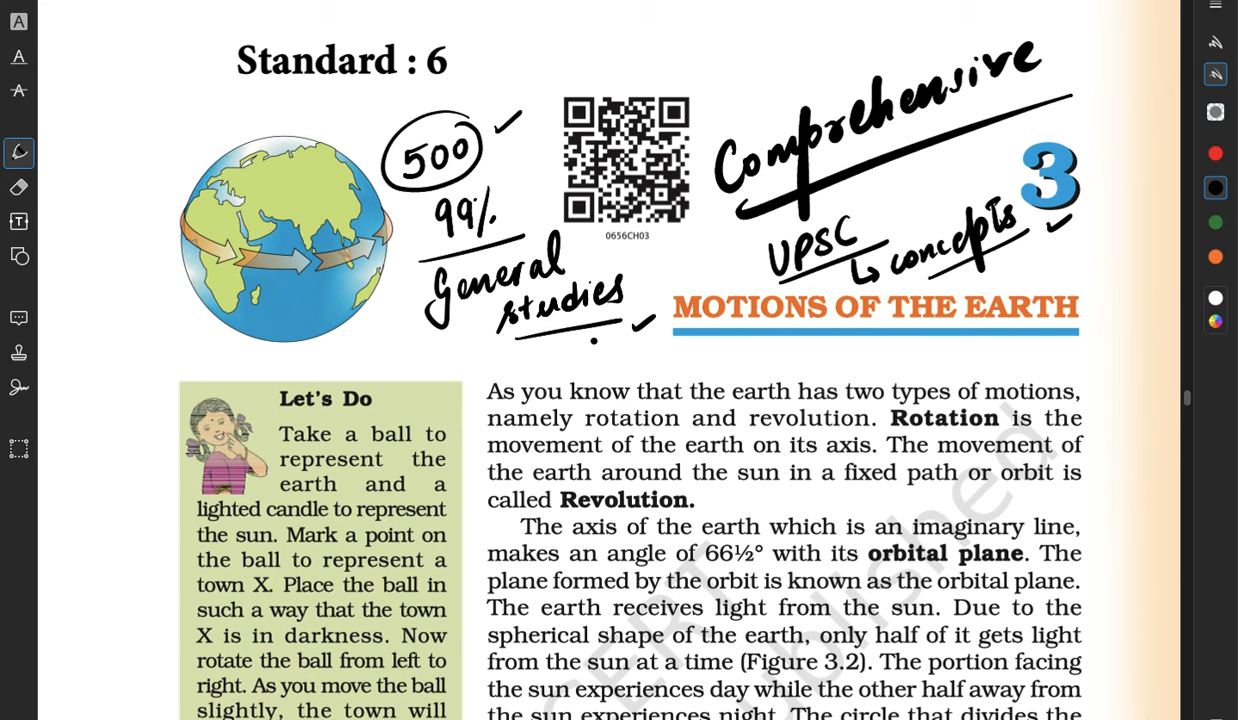 Standard : 6
500
99%
General
studies
0656CH03
Comprehensive
3
UPSC
concepts
MOTIONS OF THE EARTH
Let's Do
Take a ball to
represent the
earth and a
lighted candle to represent
the sun. Mark a point on
the ball to represent a
town X. Place the ball in
such a way that the town
X is in darkness. Now
rotate the ball from left to
right. As you move the ball
slightly, the town will
As you know that the earth has two types of motions,
namely rotation and revolution. Rotation is the
movement of the earth on its axis. The movement of
the earth around the sun in a fixed path or orbit is
called Revolution.
The axis of the earth which is an imaginary line,
makes an angle of 66½° with its orbital plane. The
plane formed by the orbit is known as the orbital plane.
The earth receives light from the sun. Due to the
spherical shape of the earth, only half of it gets light
from the sun at a time (Figure 3.2). The portion facing
the sun experiences day while the other half away from
the sun experiences night. The circle that divides the